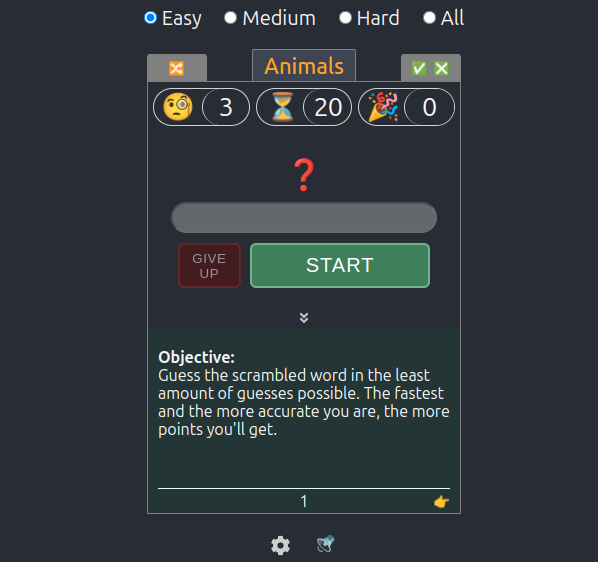 Easy Medium Hard All
Animals
3 20 0
GIVE
UP
START
Objective:
Guess the scrambled word in the least
amount of guesses possible. The fastest
and the more accurate you are, the more
points you'll get.
1